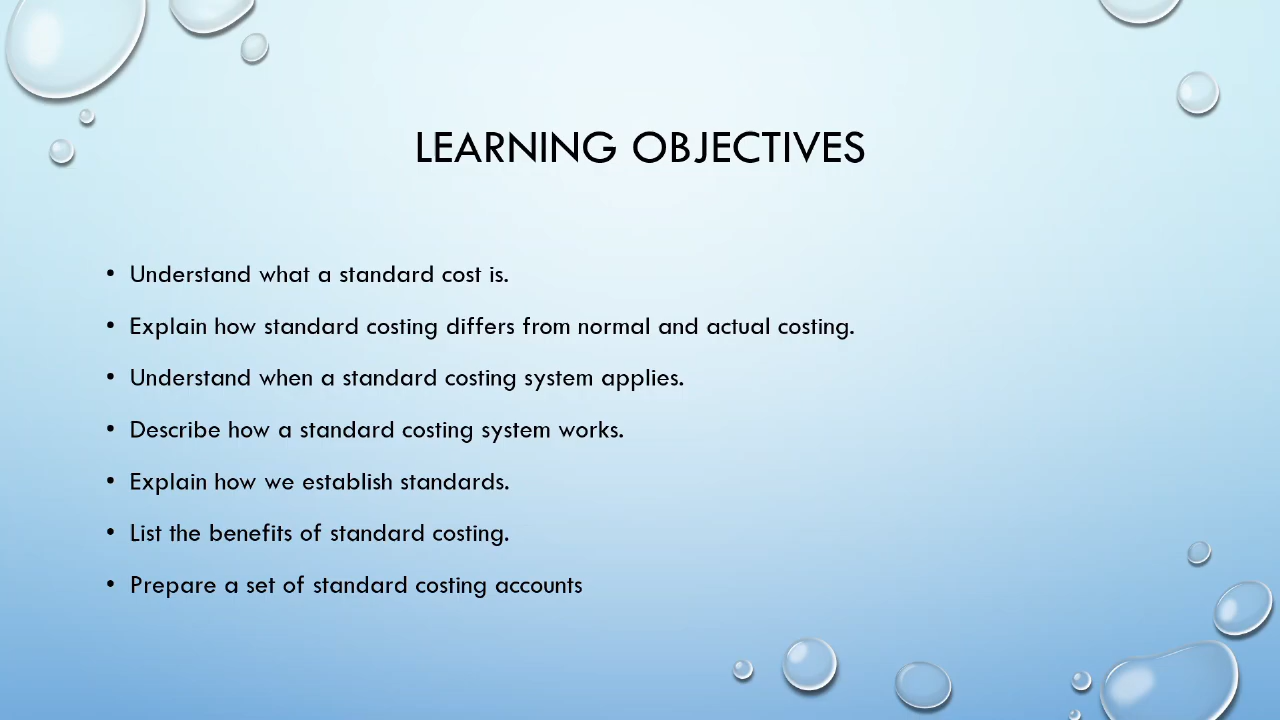 LEARNING OBJECTIVES
• Understand what a standard cost is.
• Explain how standard costing differs from normal and actual costing.
• Understand when a standard costing system applies.
• Describe how a standard costing system works.
• Explain how we establish standards.
• List the benefits of standard costing.
• Prepare a set of standard costing accounts